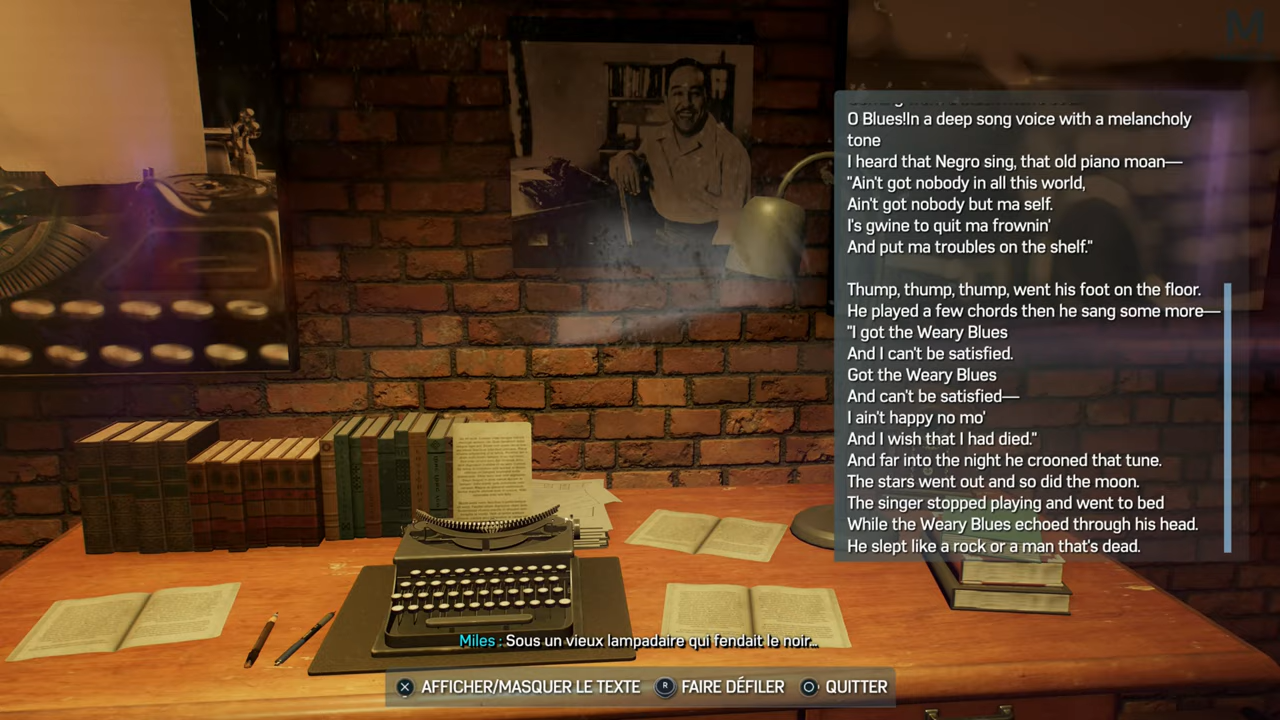 M
O Blues!In a deep song voice with a melancholy
tone
I heard that Negro sing, that old piano moan—
"Ain't got nobody in all this world,
Ain't got nobody but ma self.
I's gwine to quit ma frownin'
And put ma troubles on the shelf."
Thump, thump, thump, went his foot on the floor.
He played a few chords then he sang some more—
"I got the Weary Blues
And I can't be satisfied.
Got the Weary Blues
And can't be satisfied—
I ain't happy no mo'
And I wish that I had died."
And far into the night he crooned that tune.
The stars went out and so did the moon.
The singer stopped playing and went to bed
While the Weary Blues echoed through his head.
He slept like a rock or a man that's dead.
Miles : Sous un vieux lampadaire qui fendait le noir...
AFFICHER/MASQUER LE TEXTE R FAIRE DÉFILER QUITTER